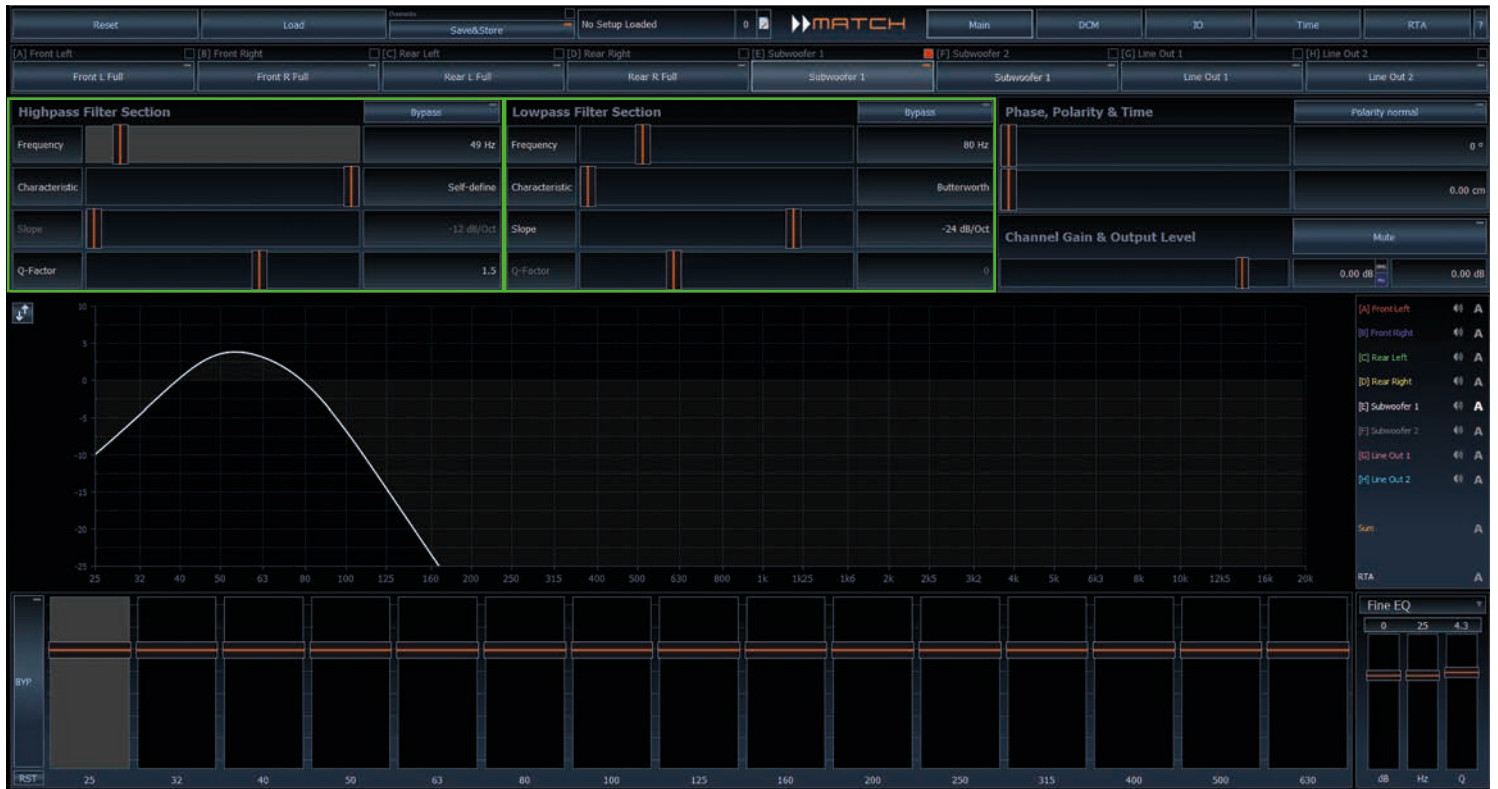 Reset Load Save&Store No Setup Loaded 0 MATCH Main DCM IO Time RTA ?
[A] Front Left [B] Front Right [C] Rear Left [D] Rear Right [E] Subwoofer 1 [F] Subwoofer 2 [G] Line Out 1 [H] Line Out 2
Front L Full Front R Full Rear L Full Rear R Full Subwoofer 1 Subwoofer 1 Line Out 1 Line Out 2
Highpass Filter Section Bypass Lowpass Filter Section Bypass Phase, Polarity & Time Polarity normal
Frequency 49 Hz Frequency 80 Hz 0 °
Characteristic Self-define Characteristic Butterworth 0.00 cm
Slope -12 dB/Oct Slope -24 dB/Oct Channel Gain & Output Level Mute
Q-Factor 1.5 Q-Factor 0 0.00 dB 0.00 dB
10 [A] Front Left A
5 [B] Front Right A
[C] Rear Left A
0 [D] Rear Right A
-5 [E] Subwoofer 1 A
[F] Subwoofer 2 A
-10 [G] Line Out 1 A
-15 [H] Line Out 2 A
-20 Sum A
-25
25 32 40 50 63 80 100 125 160 200 250 315 400 500 630 800 1k 1k25 1k6 2k 2k5 3k2 4k 5k 6k3 8k 10k 12k5 16k 20k RTA A
Fine EQ
0 25 4.3
BYP
RST 25 32 40 50 63 80 100 125 160 200 250 315 400 500 630 dB Hz Q